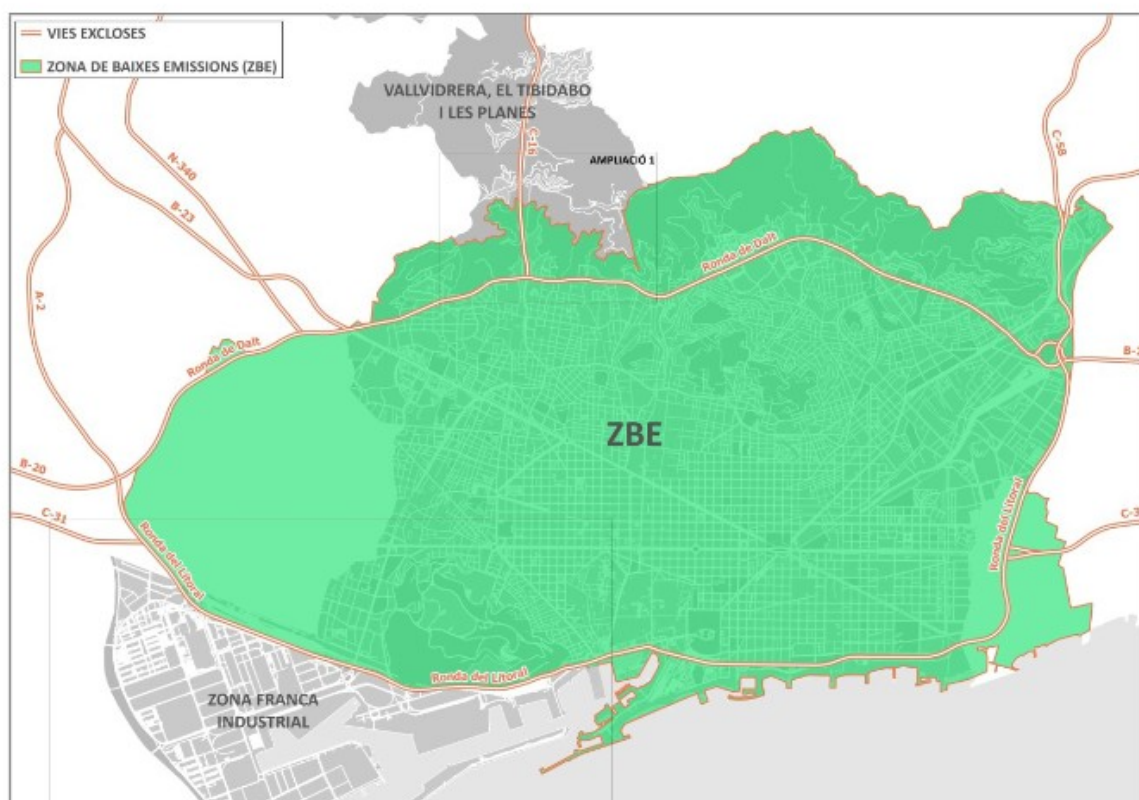 VIES EXCLOSES
ZONA DE BAIXES EMISSIONS (ZBE)
VALLVIDRERA, EL TIBIDABO
I LES PLANES
C-16
AMPLIACIÓ 1
C-58
N-340
B-23
A-2
Ronda de Dalt
Ronda de Dalt
ZBE
B-20
C-31
Ronda del Litoral
Ronda del Litoral
Ronda del Litoral
ZONA FRANCA
INDUSTRIAL